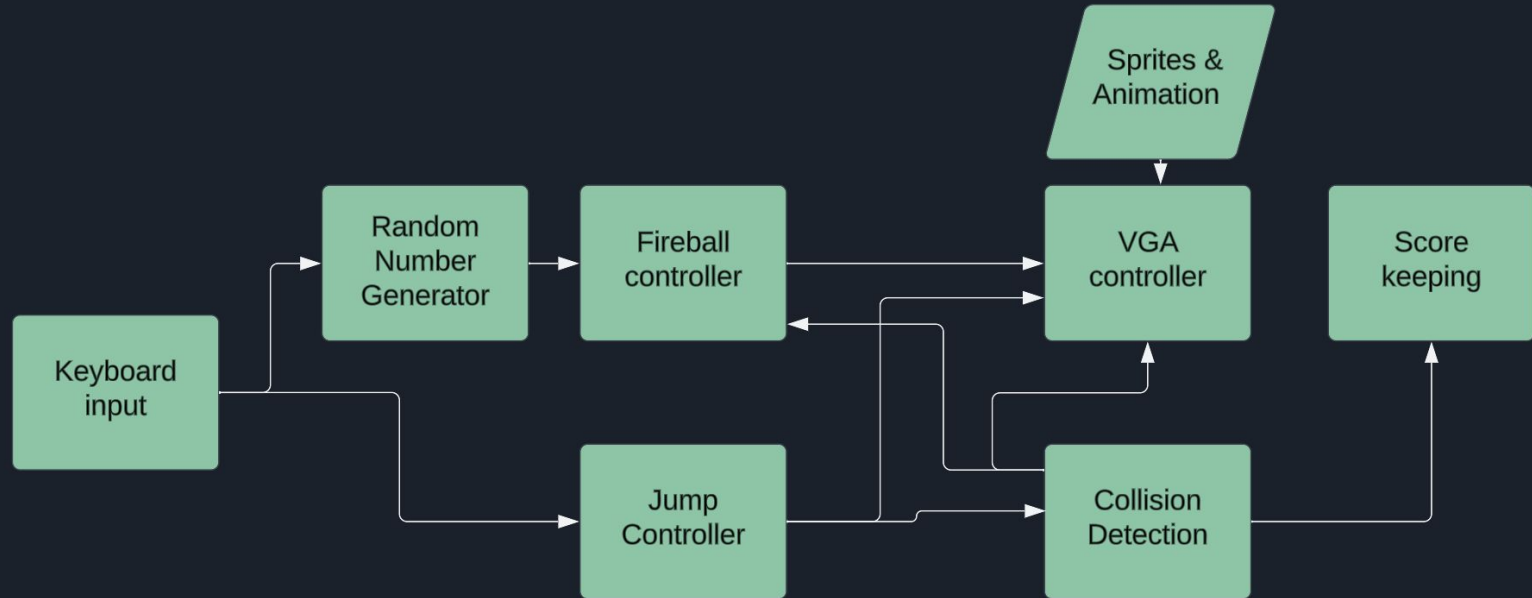 Sprites &
Animation
Random
Number
Generator
Fireball
controller
VGA
controller
Score
keeping
Keyboard
input
Jump
Controller
Collision
Detection